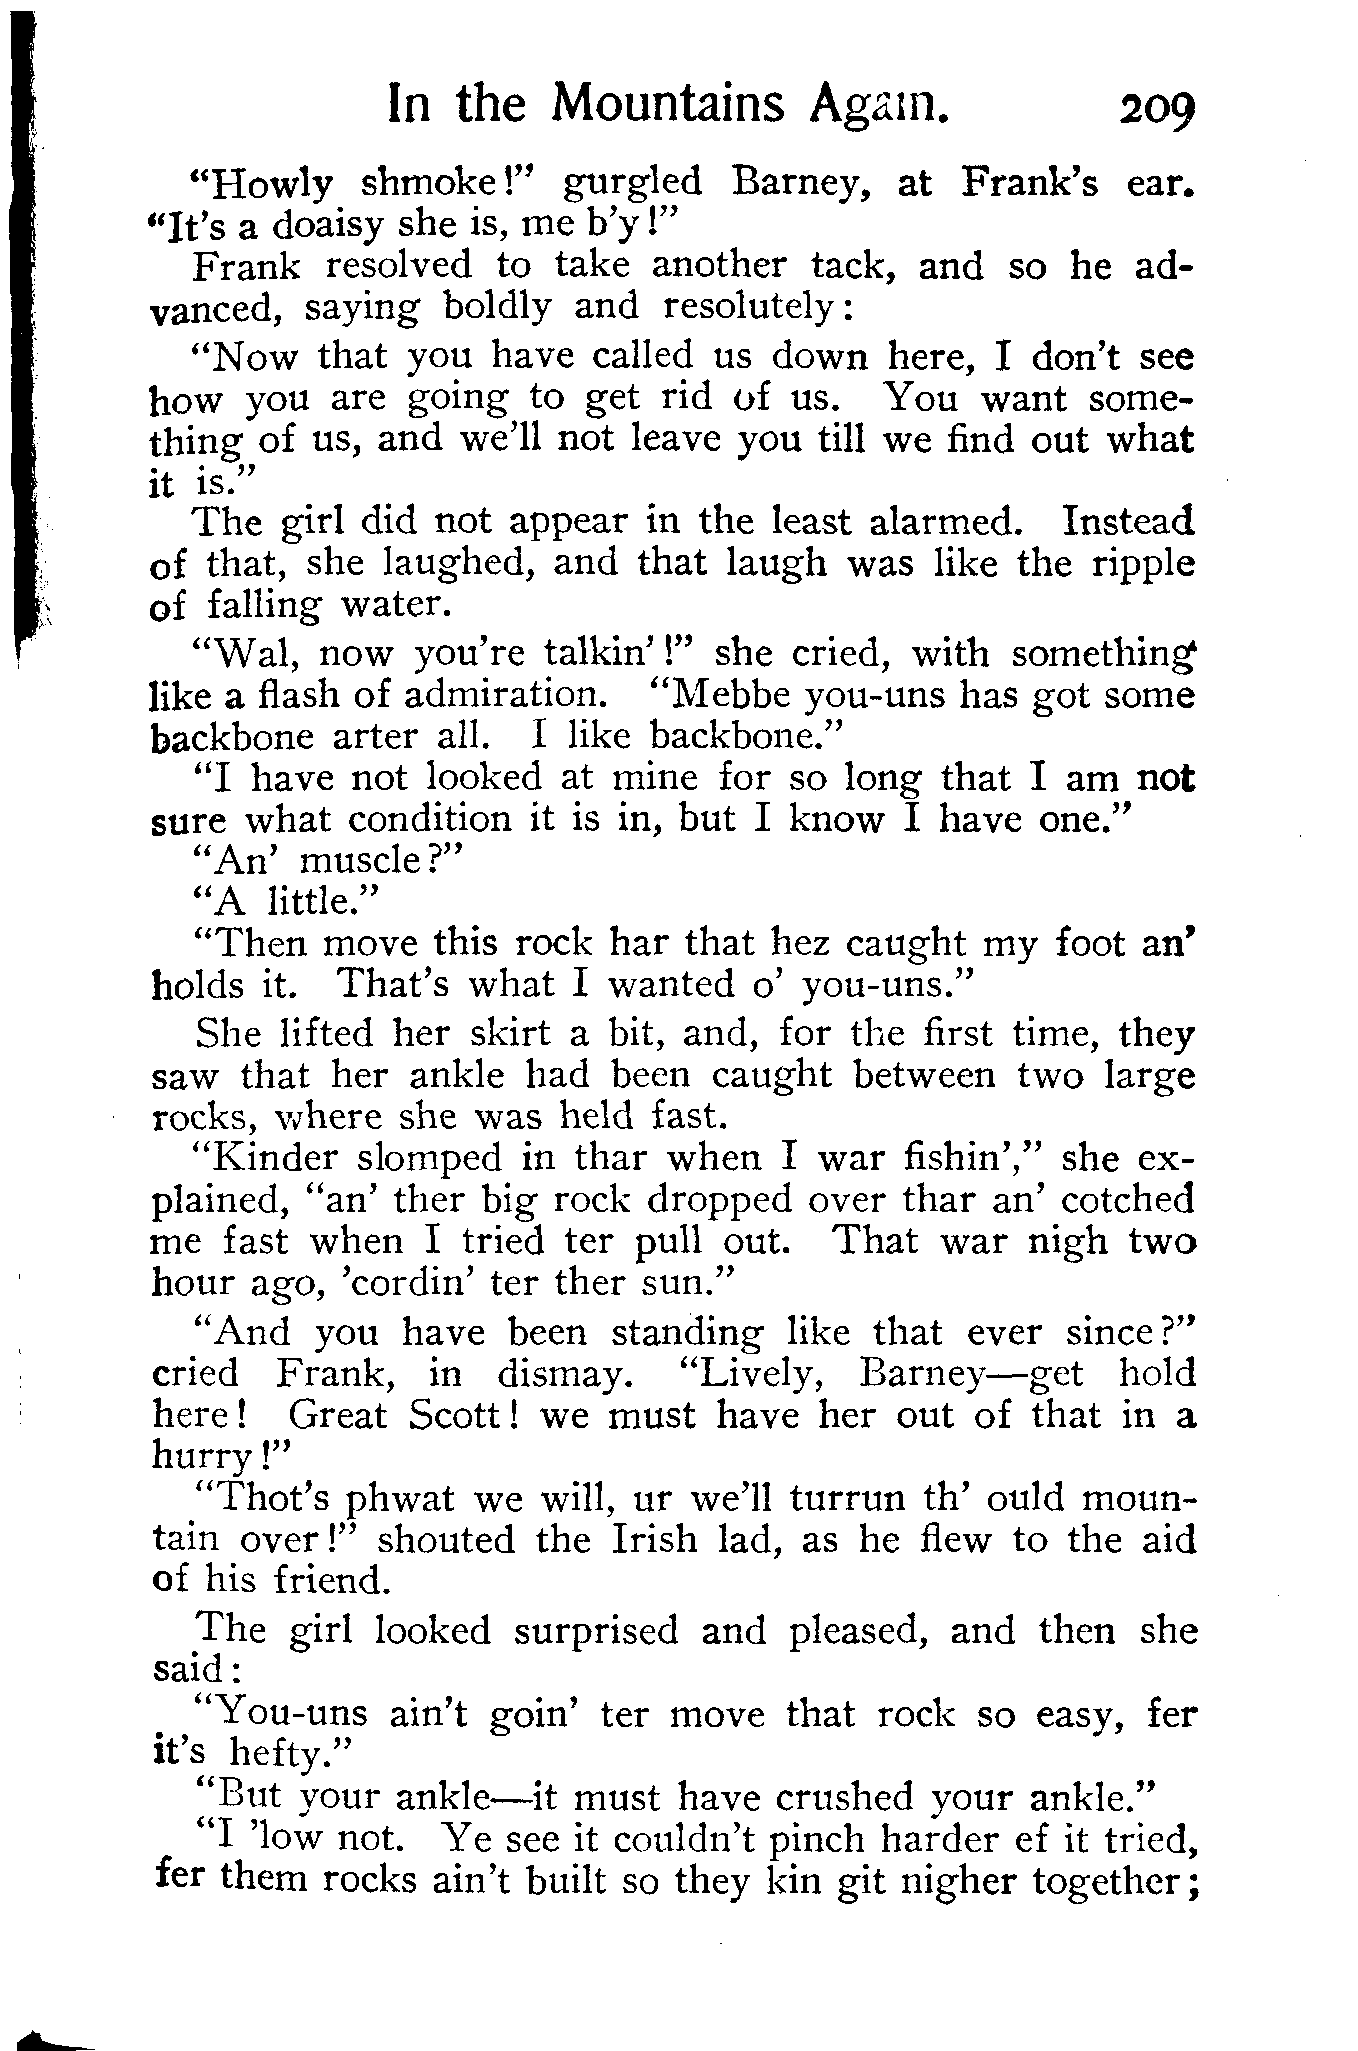 In the Mountains Again. 209
"Howly shmoke!" gurgled Barney, at Frank's ear.
"It's a doaisy she is, me b'y!"
Frank resolved to take another tack, and so he ad-
vanced, saying boldly and resolutely:
"Now that you have called us down here, I don't see
how you are going to get rid of us. You want some-
thing of us, and we'll not leave you till we find out what
it is."
The girl did not appear in the least alarmed. Instead
of that, she laughed, and that laugh was like the ripple
of falling water.
"Wal, now you're talkin'!" she cried, with something
like a flash of admiration. "Mebbe you-uns has got some
backbone arter all. I like backbone."
"I have not looked at mine for so long that I am not
sure what condition it is in, but I know I have one."
"An' muscle?"
"A little."
"Then move this rock har that hez caught my foot an'
holds it. That's what I wanted o' you-uns."
She lifted her skirt a bit, and, for the first time, they
saw that her ankle had been caught between two large
rocks, where she was held fast.
"Kinder slomped in thar when I war fishin'," she ex-
plained, "an' ther big rock dropped over thar an' cotched
me fast when I tried ter pull out. That war nigh two
hour ago, 'cordin' ter ther sun."
"And you have been standing like that ever since?"
cried Frank, in dismay. "Lively, Barney—get hold
here! Great Scott! we must have her out of that in a
hurry!"
"Thot's phwat we will, ur we'll turrun th' ould moun-
tain over!" shouted the Irish lad, as he flew to the aid
of his friend.
The girl looked surprised and pleased, and then she
said:
"You-uns ain't goin' ter move that rock so easy, fer
it's hefty."
"But your ankle—it must have crushed your ankle."
"I 'low not. Ye see it couldn't pinch harder ef it tried,
fer them rocks ain't built so they kin git nigher together;